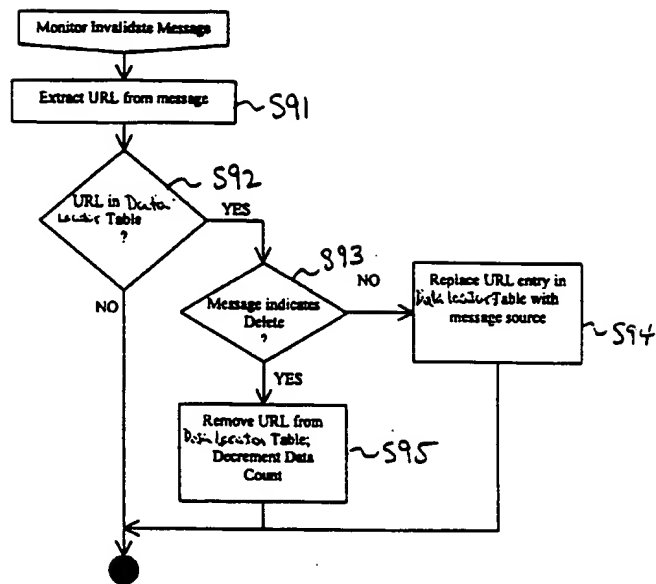 Monitor Invalidate Message
Extract URL from message
S91
S92
URL in Data
Locator Table
?
YES
NO
S93
Message indicates
Delete
?
NO
YES
Replace URL entry in
Data Locator Table with
message source
S94
Remove URL from
Data Locator Table;
Decrement Data
Count
S95